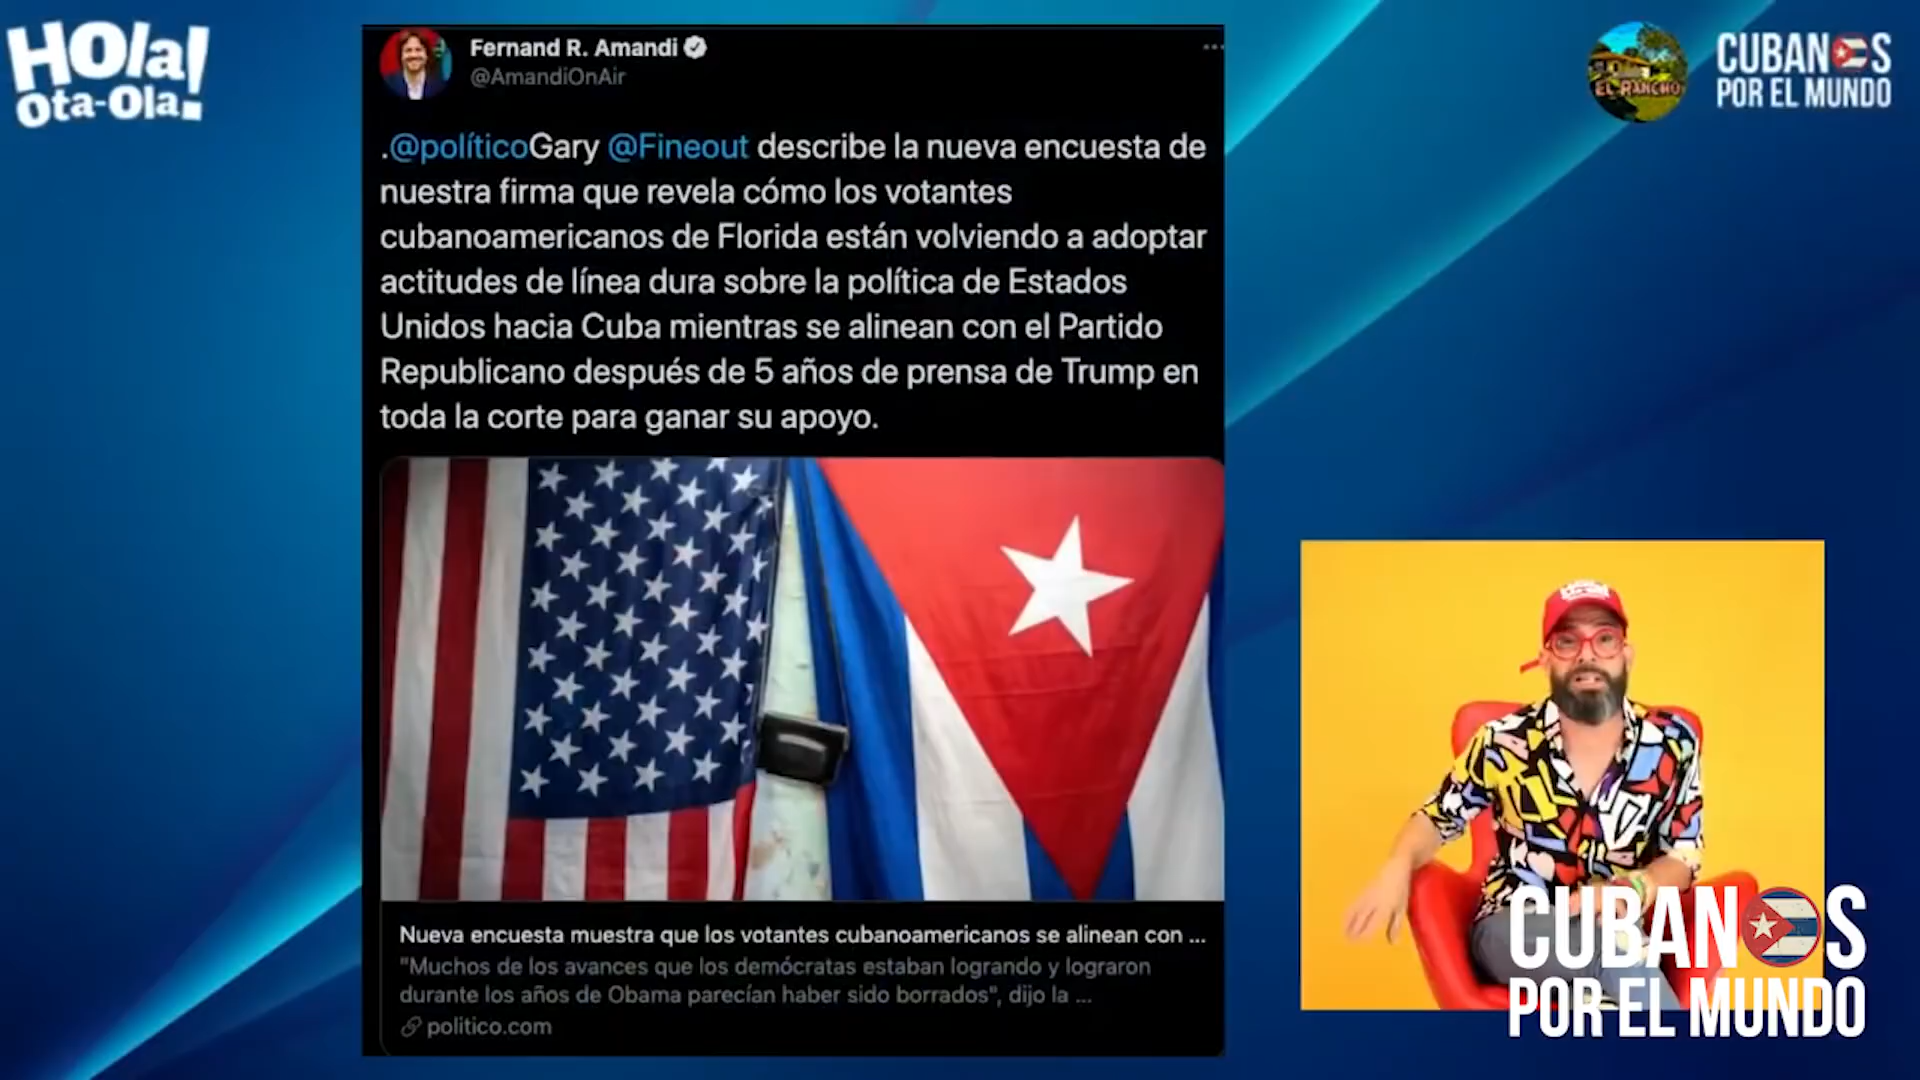 Hola!
Ota-Ola.
Fernand R. Amandi
@AmandiOnAir
.@políticoGary @Fineout describe la nueva encuesta de
nuestra firma que revela cómo los votantes
cubanoamericanos de Florida están volviendo a adoptar
actitudes de línea dura sobre la política de Estados
Unidos hacia Cuba mientras se alinean con el Partido
Republicano después de 5 años de prensa de Trump en
toda la corte para ganar su apoyo.
Nueva encuesta muestra que los votantes cubanoamericanos se alinean con ...
"Muchos de los avances que los demócratas estaban logrando y lograron
durante los años de Obama parecían haber sido borrados", dijo la ...
politico.com
EL RANCHO
CUBANOS
POR EL MUNDO
CUBANOS
POR EL MUNDO